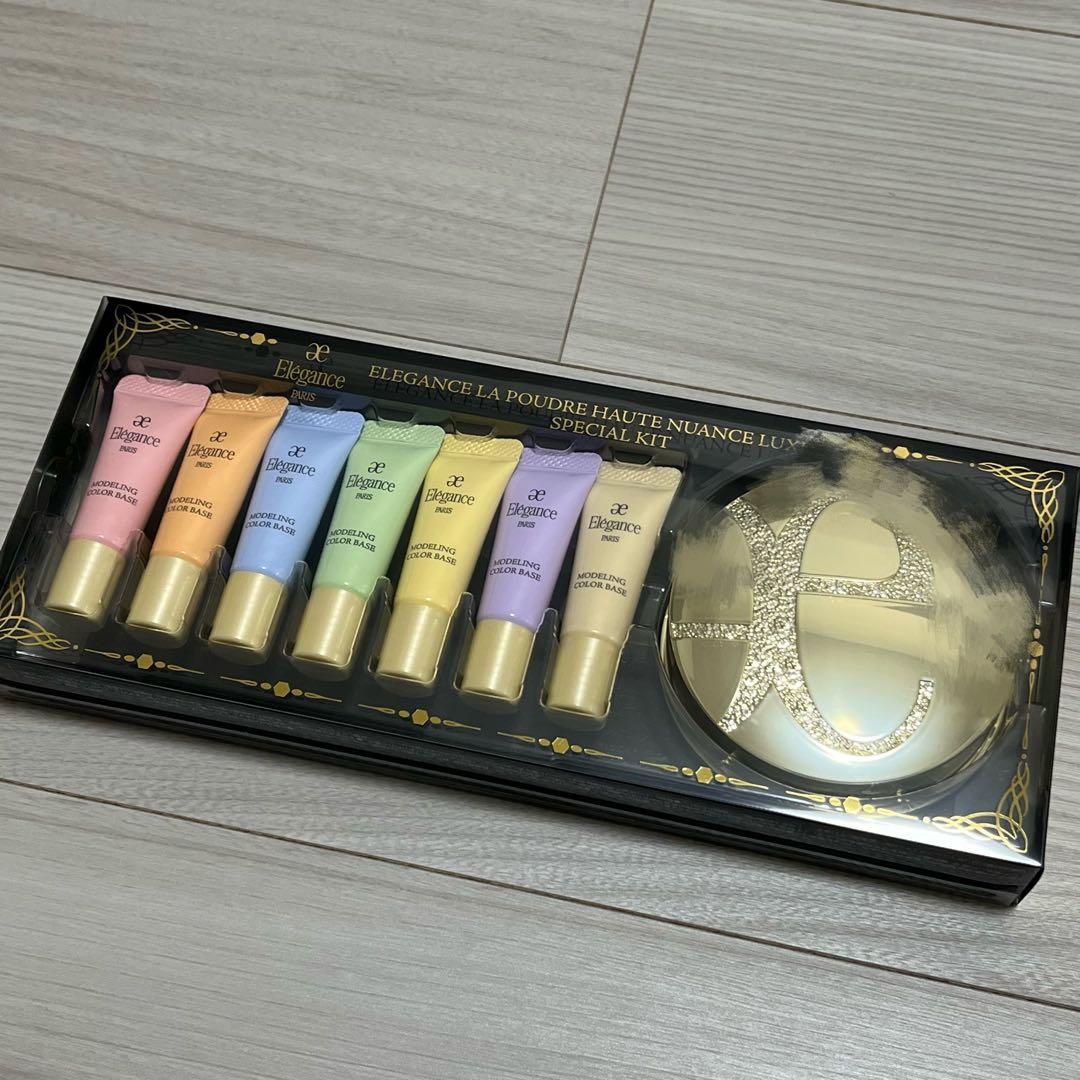 æ
Elégance
PARIS
ELEGANCE LA POUDRE HAUTE NUANCE LUX
SPECIAL KIT
æ
Elégance
PARIS
MODELING
COLOR BASE
æ
Elégance
PARIS
MODELING
COLOR BASE
æ
Elégance
PARIS
MODELING
COLOR BASE
æ
Elégance
PARIS
MODELING
COLOR BASE
æ
Elégance
PARIS
MODELING
COLOR BASE
æ
Elégance
PARIS
MODELING
COLOR BASE
æ
Elégance
PARIS
MODELING
COLOR BASE
æ